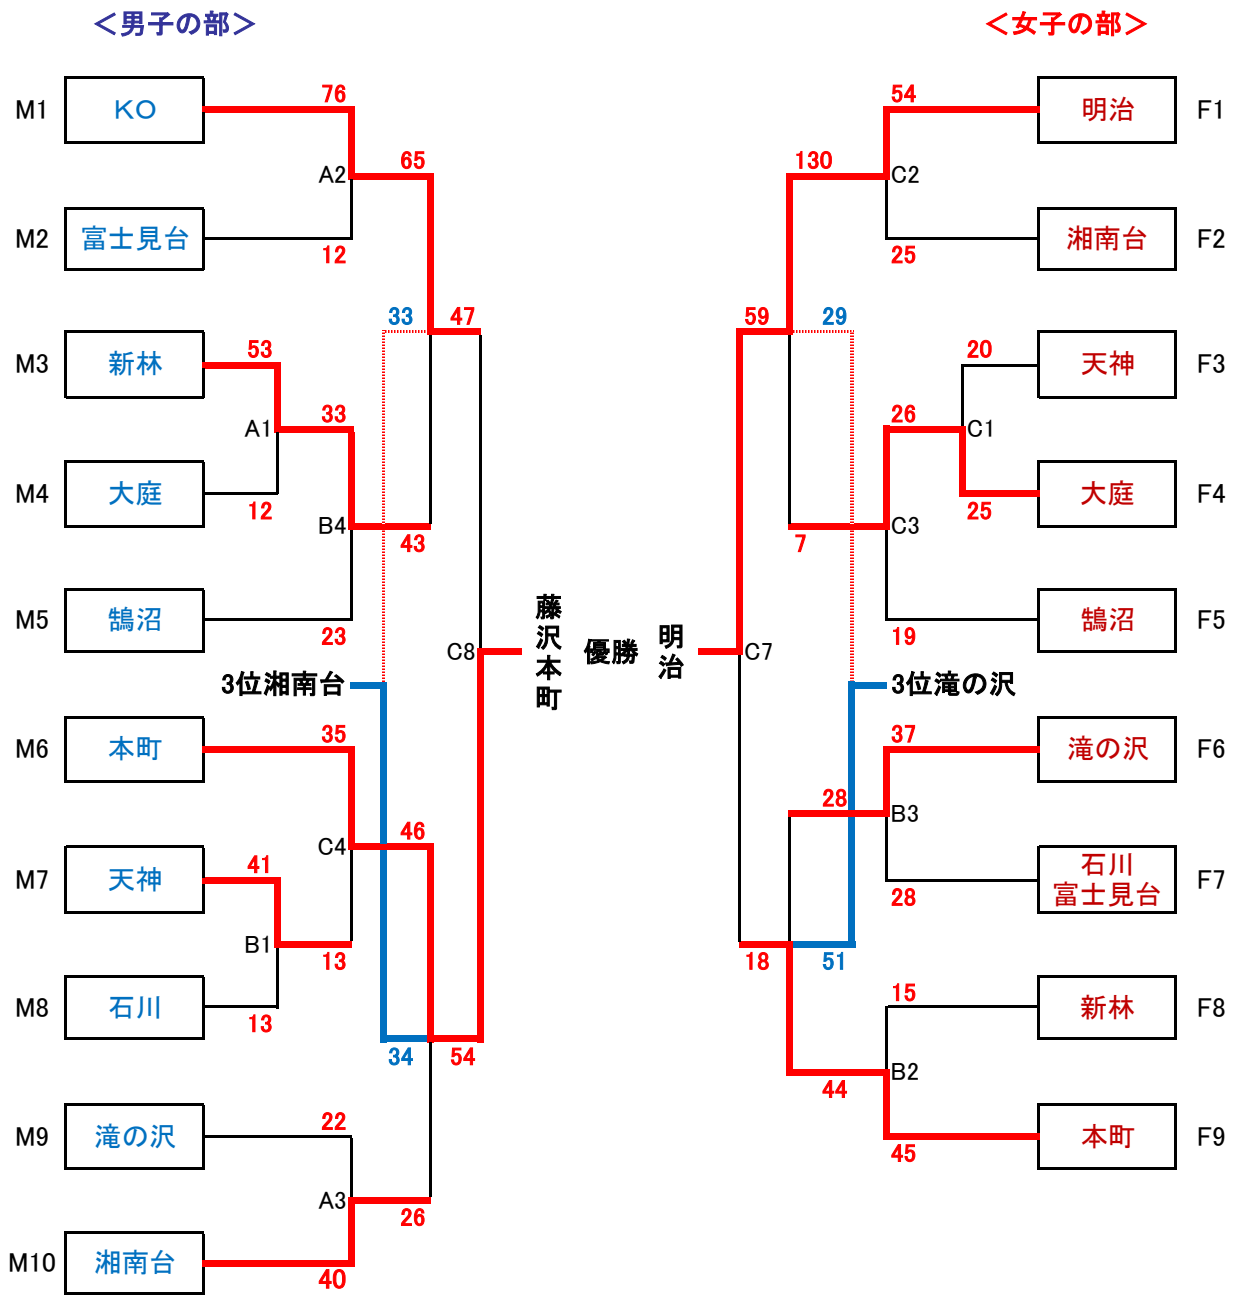 ＜男子の部＞
＜女子の部＞
M1
KO
76
A2
65
M2
富士見台
12
33
47
M3
新林
53
A1
33
M4
大庭
12
B4
43
M5
鵠沼
23
3位湘南台
C8
藤沢本町
優勝
明治
C7
M6
本町
35
C4
46
M7
天神
41
B1
13
M8
石川
13
34
54
M9
滝の沢
22
A3
26
M10
湘南台
40
54
明治
F1
130
C2
湘南台
F2
25
59
29
20
天神
F3
26
C1
大庭
F4
25
7
C3
鵠沼
F5
19
3位滝の沢
37
滝の沢
F6
28
B3
石川
富士見台
F7
28
18
51
15
新林
F8
B2
44
本町
F9
45